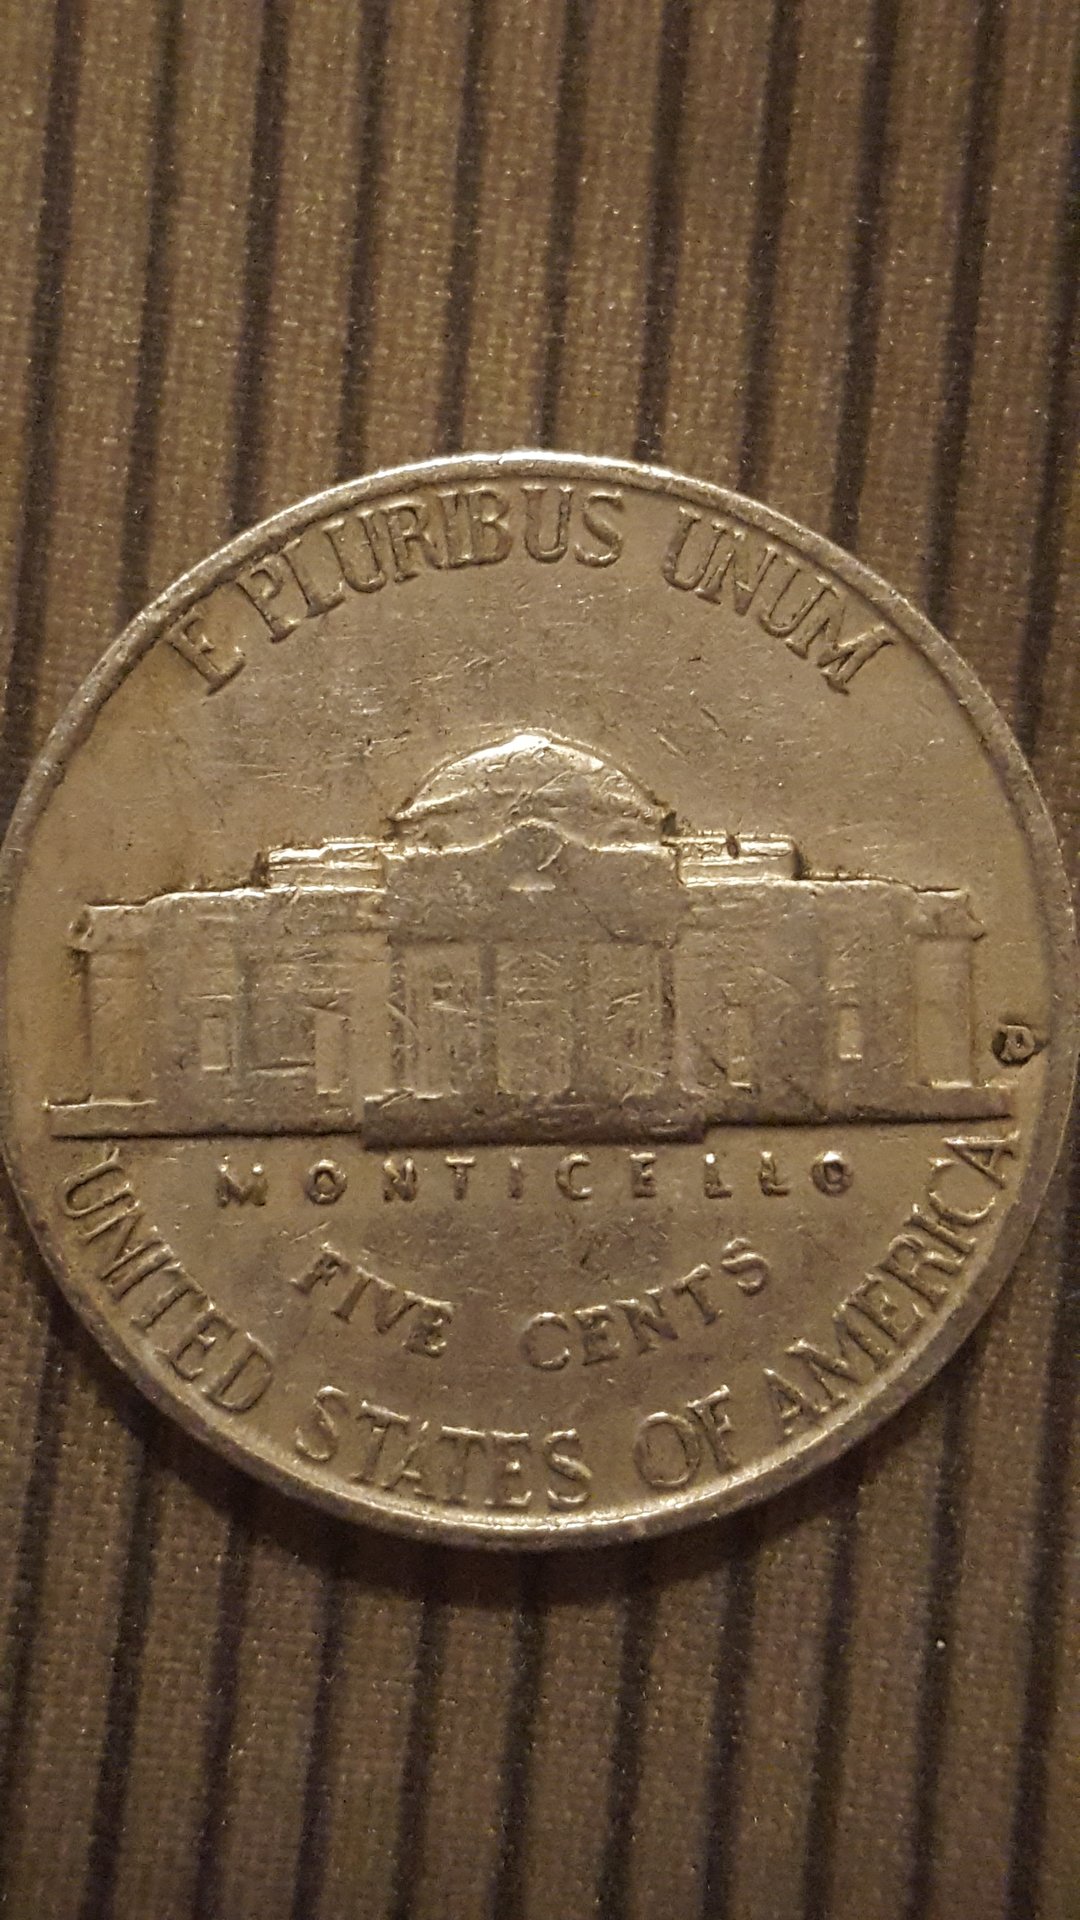 E PLURIBUS UNUM
D
MONTICELLO
FIVE CENTS
UNITED STATES OF AMERICA